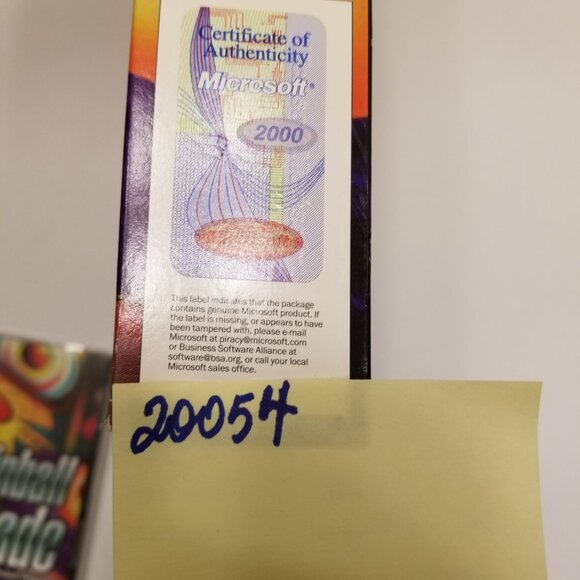 Certificate of
Authenticity
Microsoft®
2000
This label indicates that the package
contains genuine Microsoft product. If
the label is missing, or appears to have
been tampered with, please e-mail
Microsoft at piracy@microsoft.com
or Business Software Alliance at
software@bsa.org, or call your local
Microsoft sales office.
20054